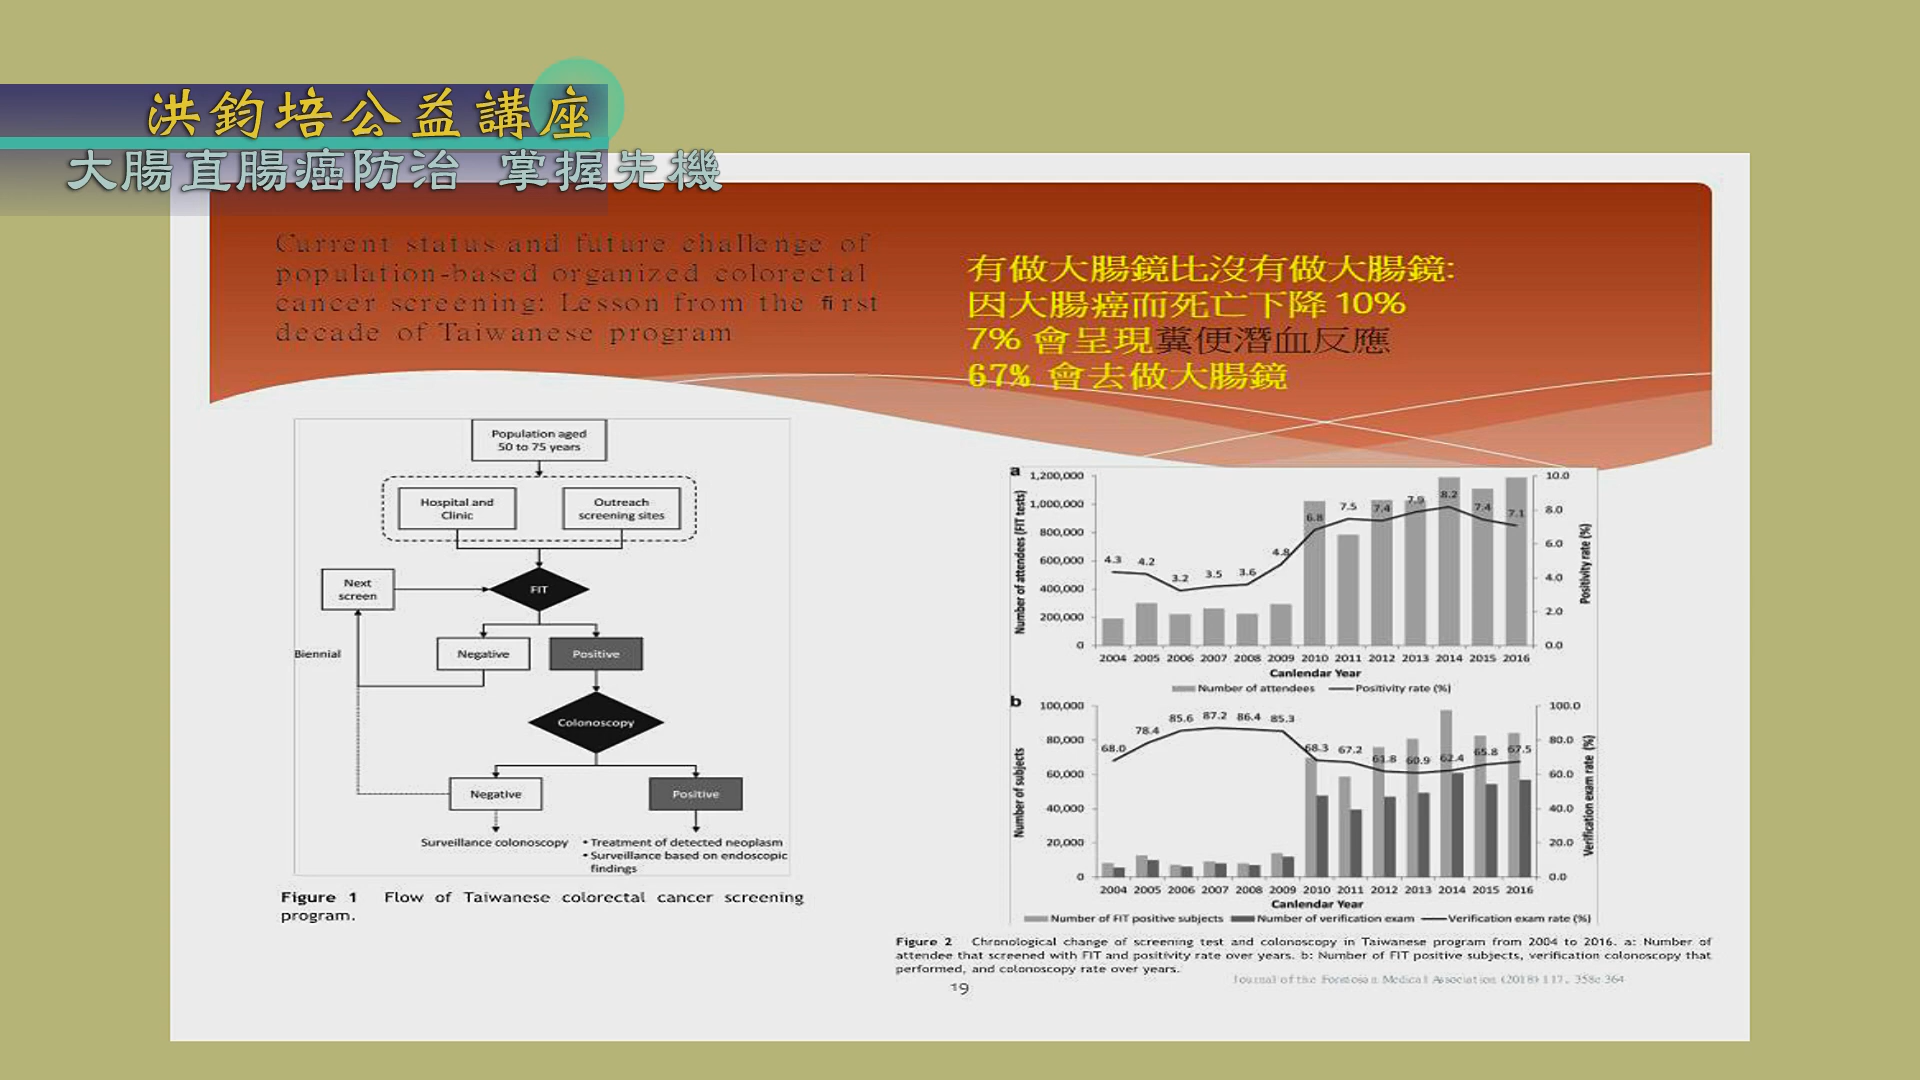 洪鈞培公益講座
大腸直腸癌防治 掌握先機
Current status and future challenge of
population-based organized colorectal
cancer screening: Lesson from the first
decade of Taiwanese program
有做大腸鏡比沒有做大腸鏡:
因大腸癌而死亡下降 10%
7% 會呈現糞便潛血反應
67% 會去做大腸鏡
Population aged
50 to 75 years
Hospital and
Clinic
Outreach
screening sites
Next
screen
FIT
Biennial
Negative
Positive
Colonoscopy
Negative
Positive
Surveillance colonoscopy
• Treatment of detected neoplasm
• Surveillance based on endoscopic
findings
Figure 1 Flow of Taiwanese colorectal cancer screening
program.
a
Number of attendees (FIT tests)
1,200,000
1,000,000
800,000
600,000
400,000
200,000
0
4.3 4.2 3.2 3.5 3.6 4.8 6.8 7.5 7.4 7.9 8.2 7.4 7.1
10.0
8.0
6.0
4.0
2.0
0.0
Positivity rate (%)
2004 2005 2006 2007 2008 2009 2010 2011 2012 2013 2014 2015 2016
Canlendar Year
Number of attendees Positivity rate (%)
b
Number of subjects
100,000
80,000
60,000
40,000
20,000
0
68.0 78.4 85.6 87.2 86.4 85.3 68.3 67.2 61.8 60.9 62.4 65.8 67.5
100.0
80.0
60.0
40.0
20.0
0.0
Verification exam rate (%)
2004 2005 2006 2007 2008 2009 2010 2011 2012 2013 2014 2015 2016
Canlendar Year
Number of FIT positive subjects Number of verification exam Verification exam rate (%)
Figure 2 Chronological change of screening test and colonoscopy in Taiwanese program from 2004 to 2016. a: Number of
attendee that screened with FIT and positivity rate over years. b: Number of FIT positive subjects, verification colonoscopy that
performed, and colonoscopy rate over years.
Journal of the Formosan Medical Association (2018) 117, 358e364
19